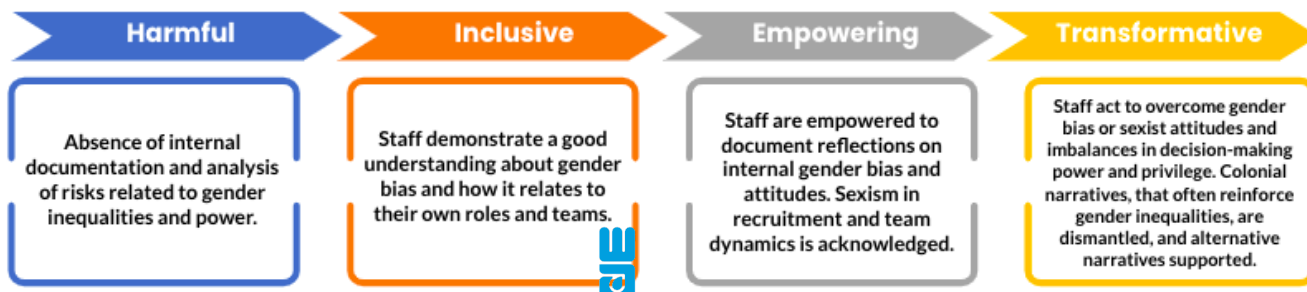 Harmful
Inclusive
Empowering
Transformative
Absence of internal
documentation and analysis
of risks related to gender
inequalities and power.
Staff demonstrate a good
understanding about gender
bias and how it relates to
their own roles and teams.
Staff are empowered to
document reflections on
internal gender bias and
attitudes. Sexism in
recruitment and team
dynamics is acknowledged.
Staff act to overcome gender
bias or sexist attitudes and
imbalances in decision-making
power and privilege. Colonial
narratives, that often reinforce
gender inequalities, are
dismantled, and alternative
narratives supported.